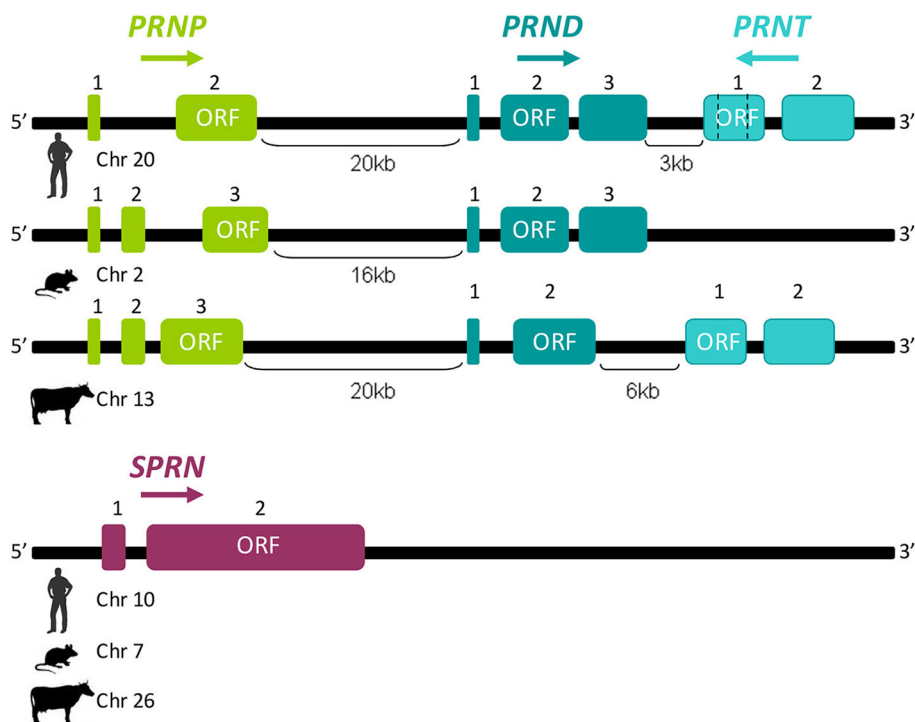 PRNP PRND PRNT
1 2 1 2 3 1 2
5’ ORF ORF ORF 3’
Chr 20 20kb 3kb
1 2 3 1 2 3
5’ ORF ORF 3’
Chr 2 16kb
1 2 3 1 2 1 2
5’ ORF ORF ORF 3’
Chr 13 20kb 6kb
SPRN
1 2
5’ ORF 3’
Chr 10
Chr 7
Chr 26